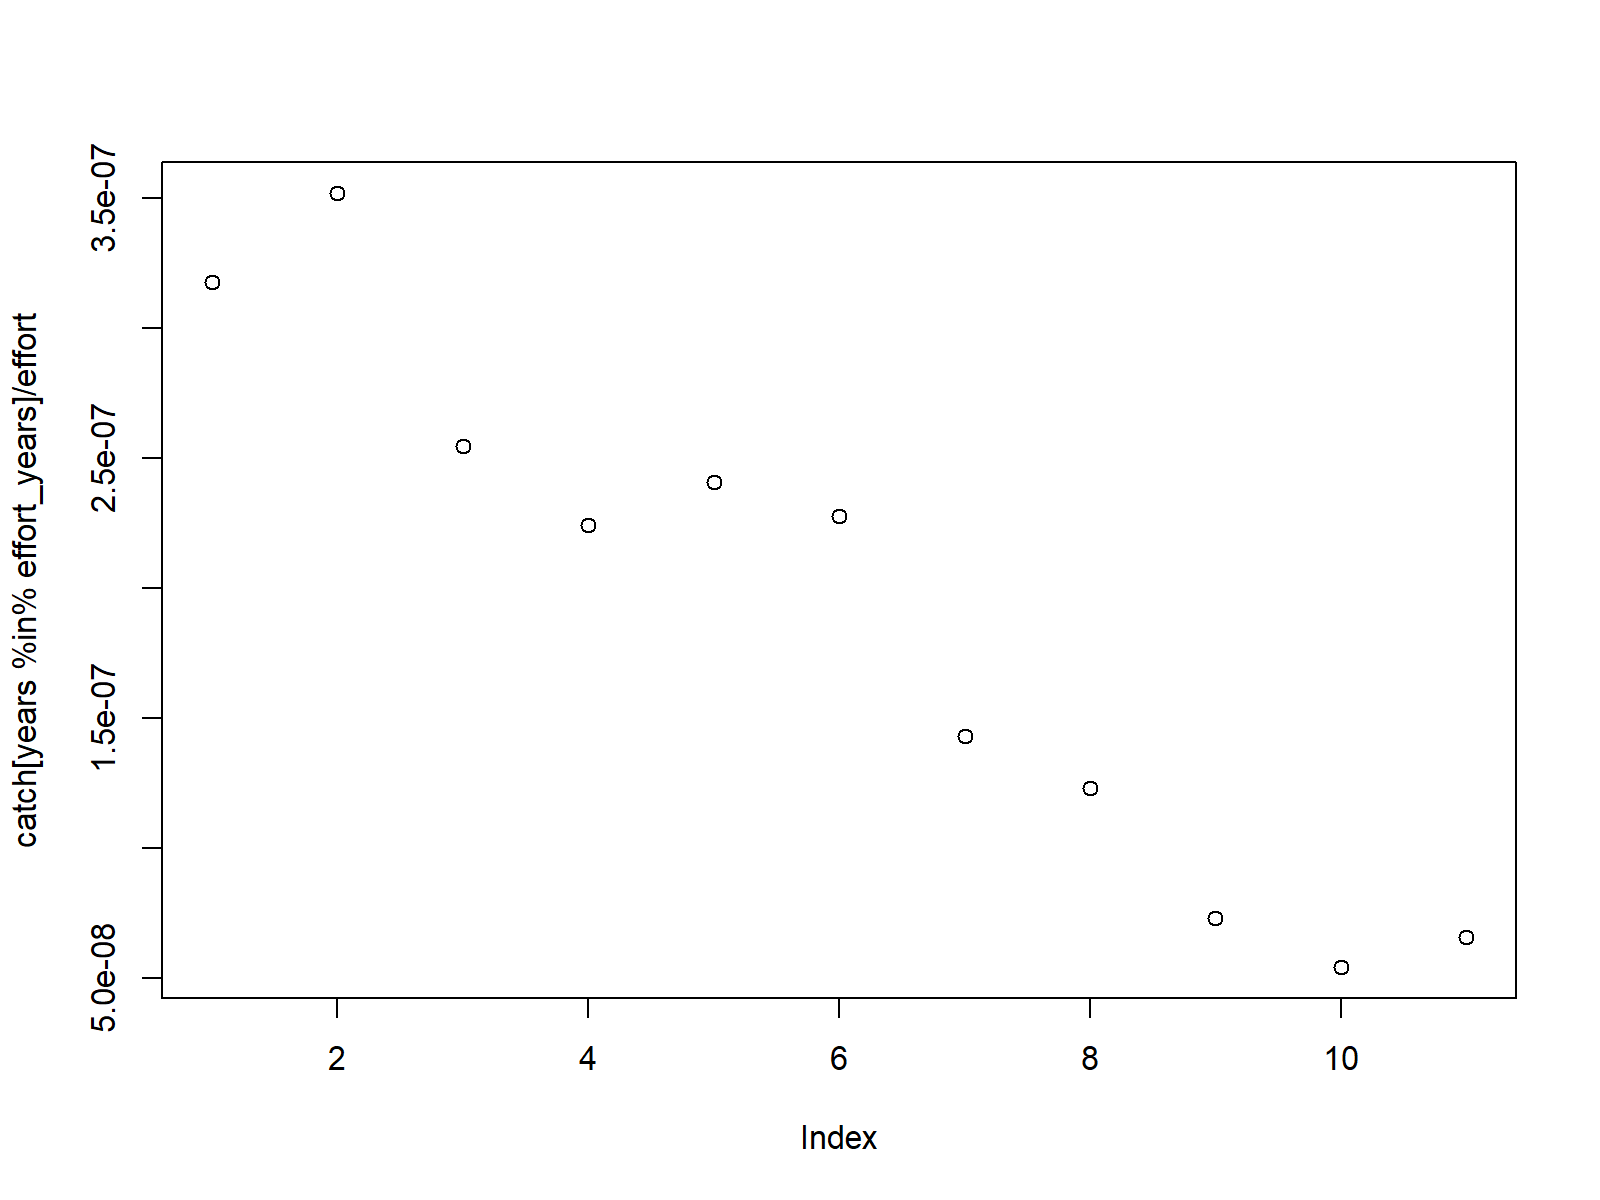 catch[years %in% effort_years]/effort
3.5e-07
2.5e-07
1.5e-07
5.0e-08
2 4 6 8 10
Index